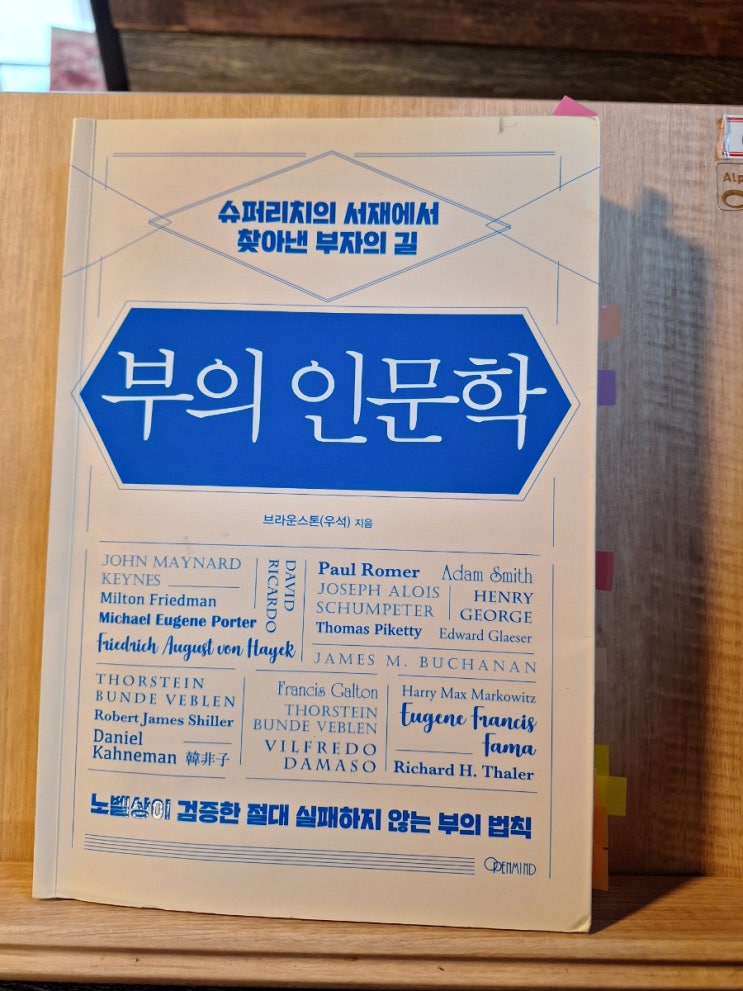 슈퍼리치의 서재에서
찾아낸 부자의 길
부의 인문학
브라운스톤(우석) 지음
JOHN MAYNARD
KEYNES
Milton Friedman
Michael Eugene Porter
Friedrich August von Hayek
DAVID
RICARDO
Paul Romer
Adam Smith
JOSEPH ALOIS
SCHUMPETER
HENRY
GEORGE
Thomas Piketty
Edward Glaeser
JAMES M. BUCHANAN
THORSTEIN
BUNDE VEBLEN
Robert James Shiller
Daniel
Kahneman 韓非子
Francis Galton
THORSTEIN
BUNDE VEBLEN
VILFREDO
DAMASO
Harry Max Markowitz
Eugene Francis
Fama
Richard H. Thaler
노벨상이 검증한 절대 실패하지 않는 부의 법칙
OPENMIND